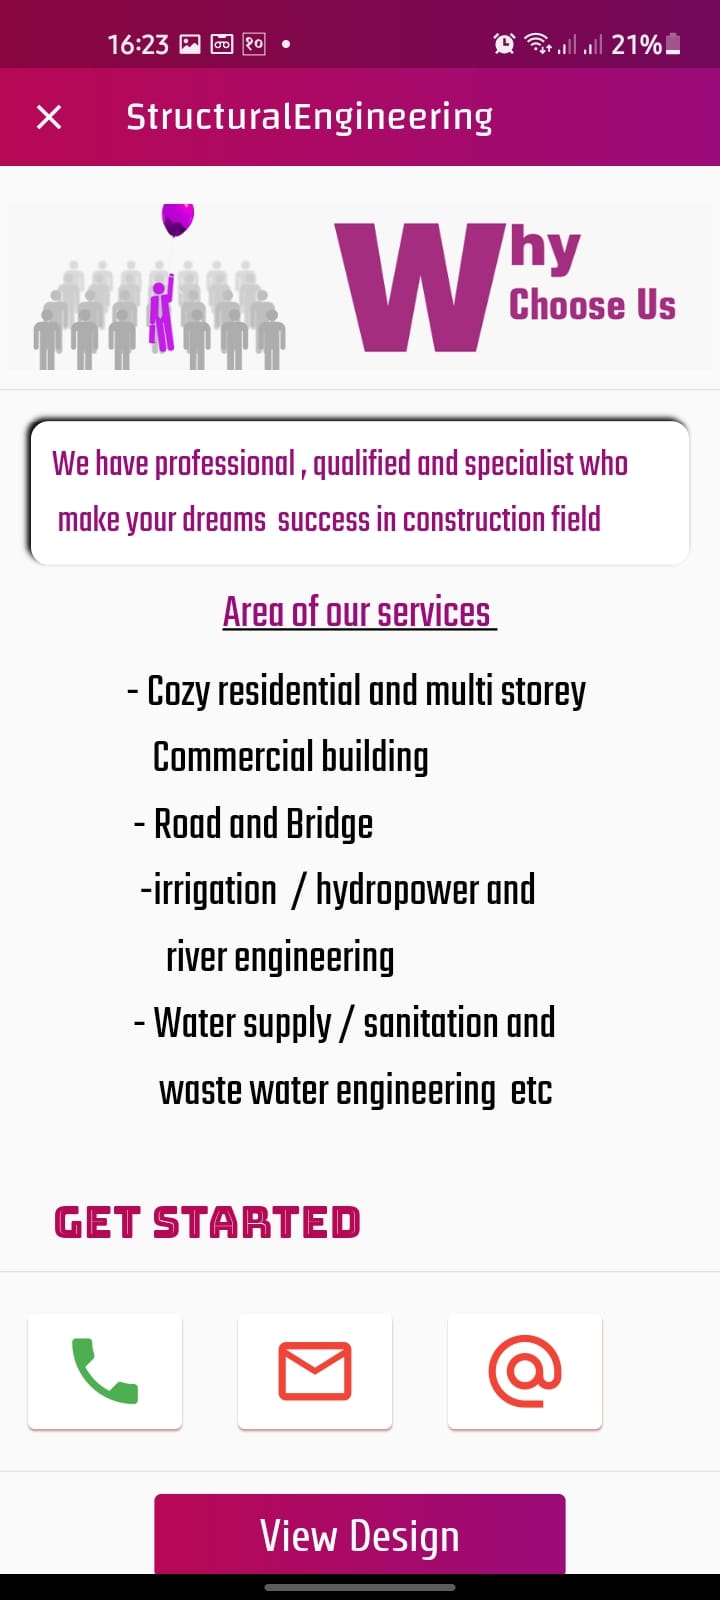 16:23 २० 21%
StructuralEngineering
Why
Choose Us
We have professional , qualified and specialist who
make your dreams success in construction field
Area of our services
- Cozy residential and multi storey
Commercial building
- Road and Bridge
-irrigation / hydropower and
river engineering
- Water supply / sanitation and
waste water engineering etc
GET STARTED
View Design